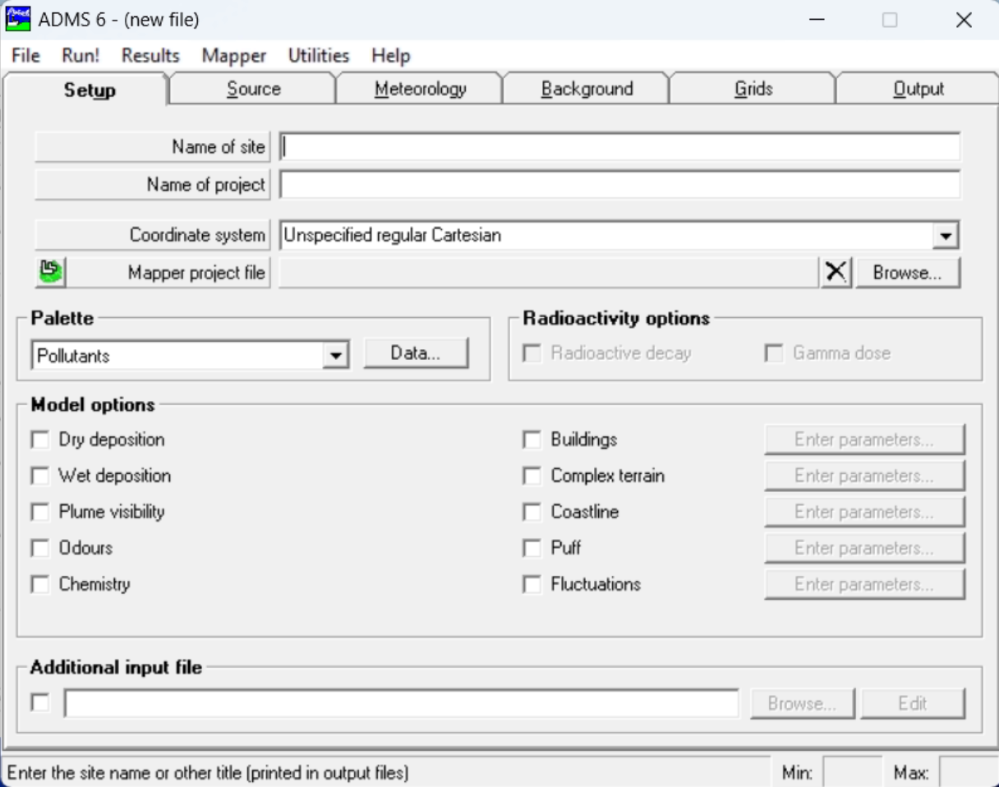 ADMS 6 - (new file)
File Run! Results Mapper Utilities Help
Setup Source Meteorology Background Grids Output
Name of site
Name of project
Coordinate system Unspecified regular Cartesian
Mapper project file Browse...
Palette Radioactivity options
Pollutants Data... Radioactive decay Gamma dose
Model options
Dry deposition Buildings Enter parameters...
Wet deposition Complex terrain Enter parameters...
Plume visibility Coastline Enter parameters...
Odours Puff Enter parameters...
Chemistry Fluctuations Enter parameters...
Additional input file
Browse... Edit
Enter the site name or other title (printed in output files) Min: Max: